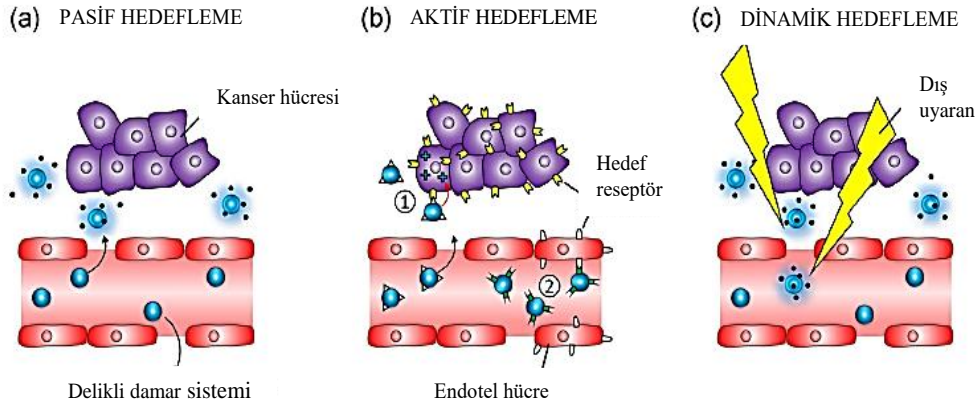 (a) PASİF HEDEFLEME
(b) AKTİF HEDEFLEME
(c) DİNAMİK HEDEFLEME
Kanser hücresi
Hedef
reseptör
Dış
uyaran
1
2
Delikli damar sistemi
Endotel hücre